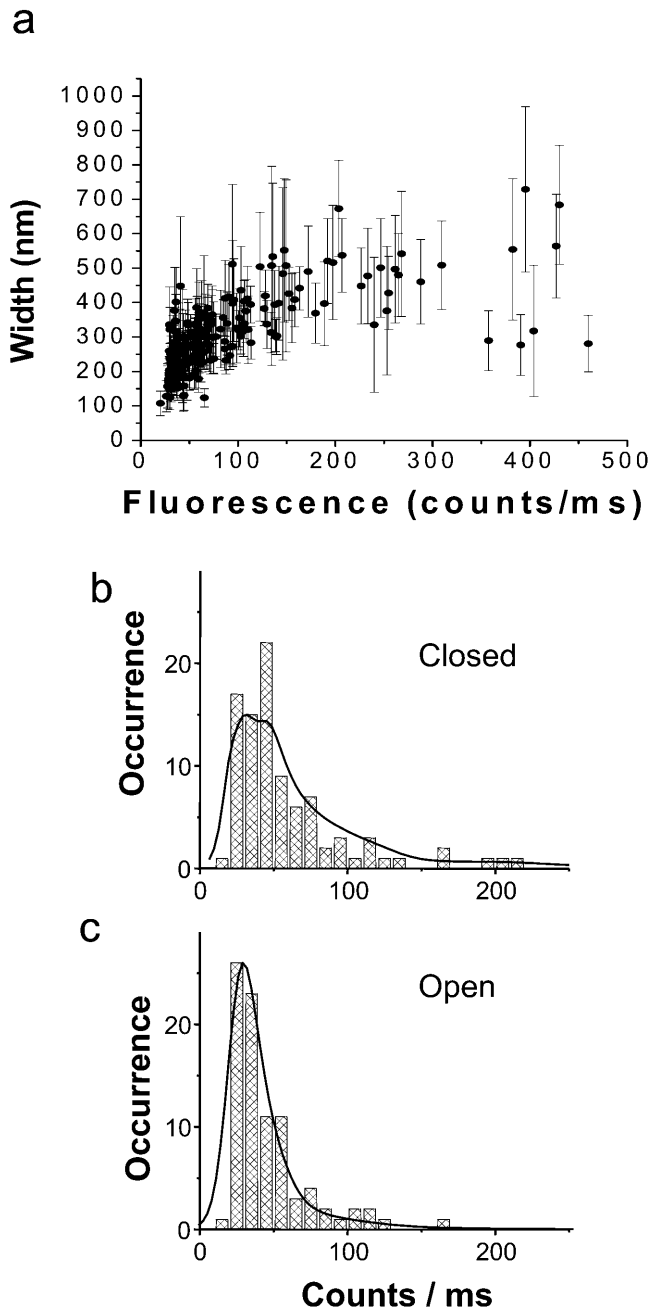 a
Width (nm)
1000
900
800
700
600
500
400
300
200
100
0
0 100 200 300 400 500
Fluorescence (counts/ms)
b
Occurrence
Closed
20
10
0
0 100 200
c
Occurrence
Open
20
10
0
0 100 200
Counts / ms